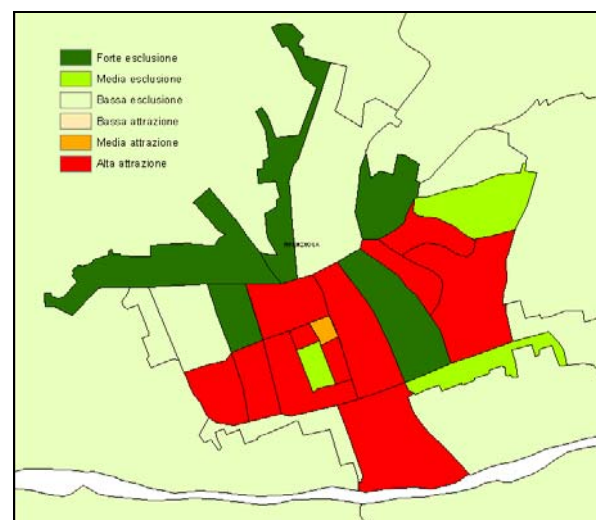 Forte esclusione
Media esclusione
Bassa esclusione
Bassa attrazione
Media attrazione
Alta attrazione